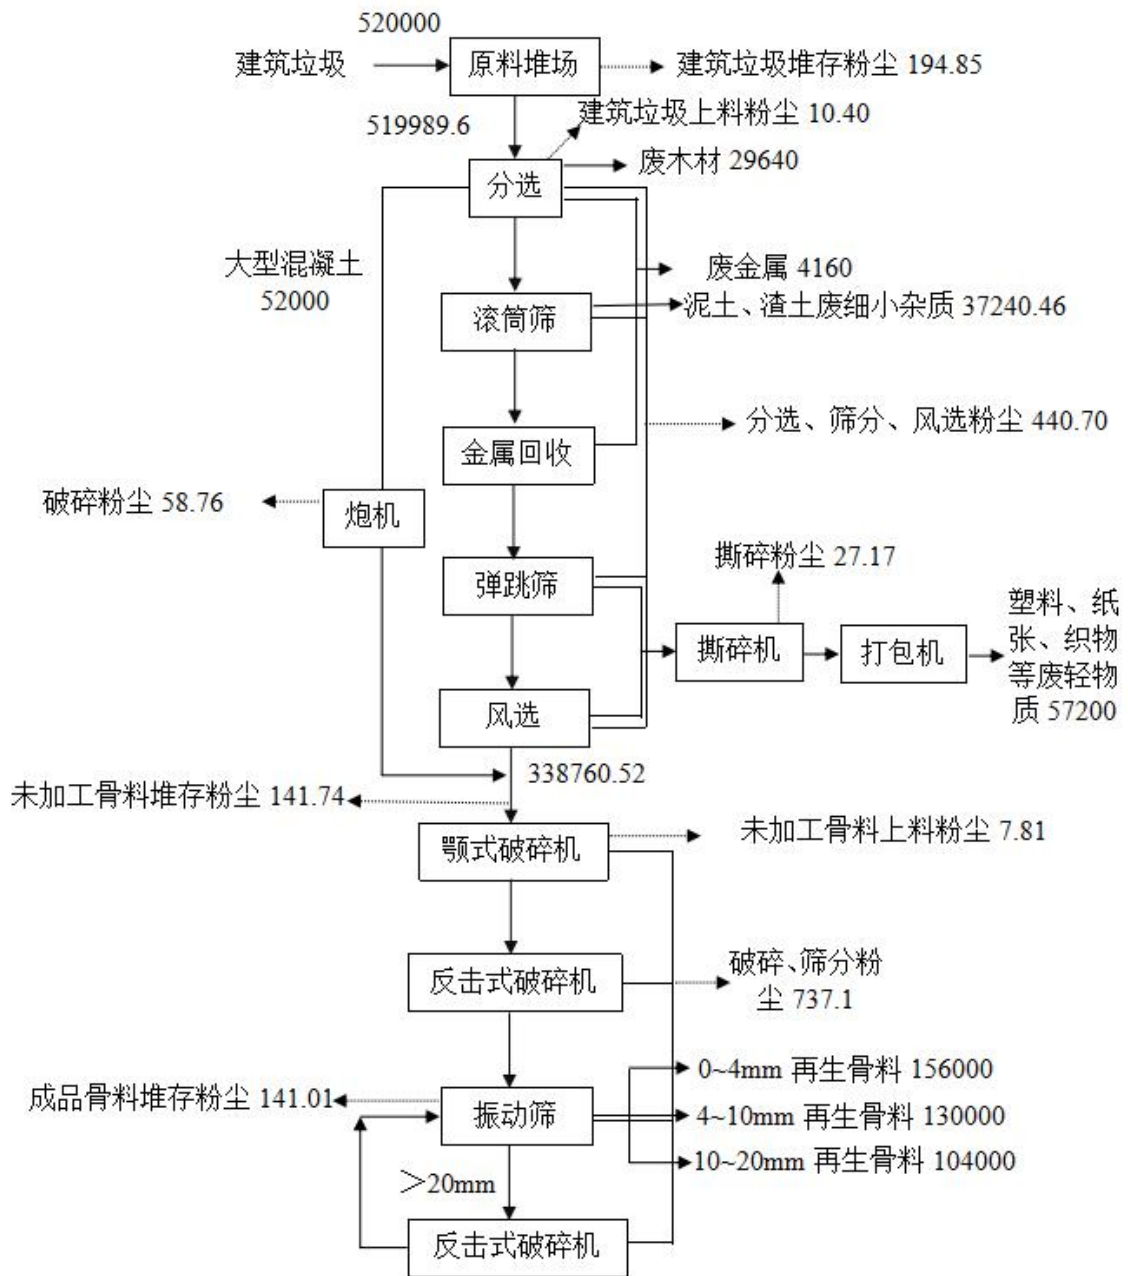 520000
建筑垃圾
原料堆场
建筑垃圾堆存粉尘 194.85
519989.6
建筑垃圾上料粉尘 10.40
废木材 29640
分选
大型混凝土
52000
废金属 4160
滚筒筛
泥土、渣土废细小杂质 37240.46
分选、筛分、风选粉尘 440.70
金属回收
破碎粉尘 58.76
炮机
撕碎粉尘 27.17
弹跳筛
撕碎机
打包机
塑料、纸
张、织物
等废轻物
质 57200
风选
338760.52
未加工骨料堆存粉尘 141.74
颚式破碎机
未加工骨料上料粉尘 7.81
反击式破碎机
破碎、筛分粉
尘 737.1
成品骨料堆存粉尘 141.01
振动筛
0~4mm 再生骨料 156000
4~10mm 再生骨料 130000
10~20mm 再生骨料 104000
＞20mm
反击式破碎机